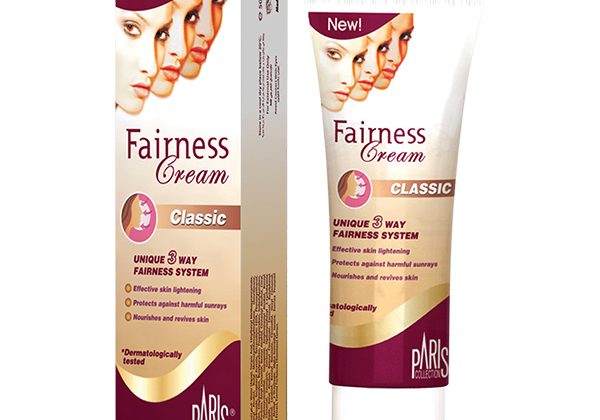 Fairness
Cream
Classic
UNIQUE 3 WAY
FAIRNESS SYSTEM
Effective skin lightening
Protects against harmful sunrays
Nourishes and revives skin
*Dermatologically
tested
PARIS®
New!
Fairness
Cream
CLASSIC
UNIQUE 3 WAY
FAIRNESS SYSTEM
Effective skin lightening
Protects against harmful sunrays
Nourishes and revives skin
matologically
ted
PARIS
COLLECTION